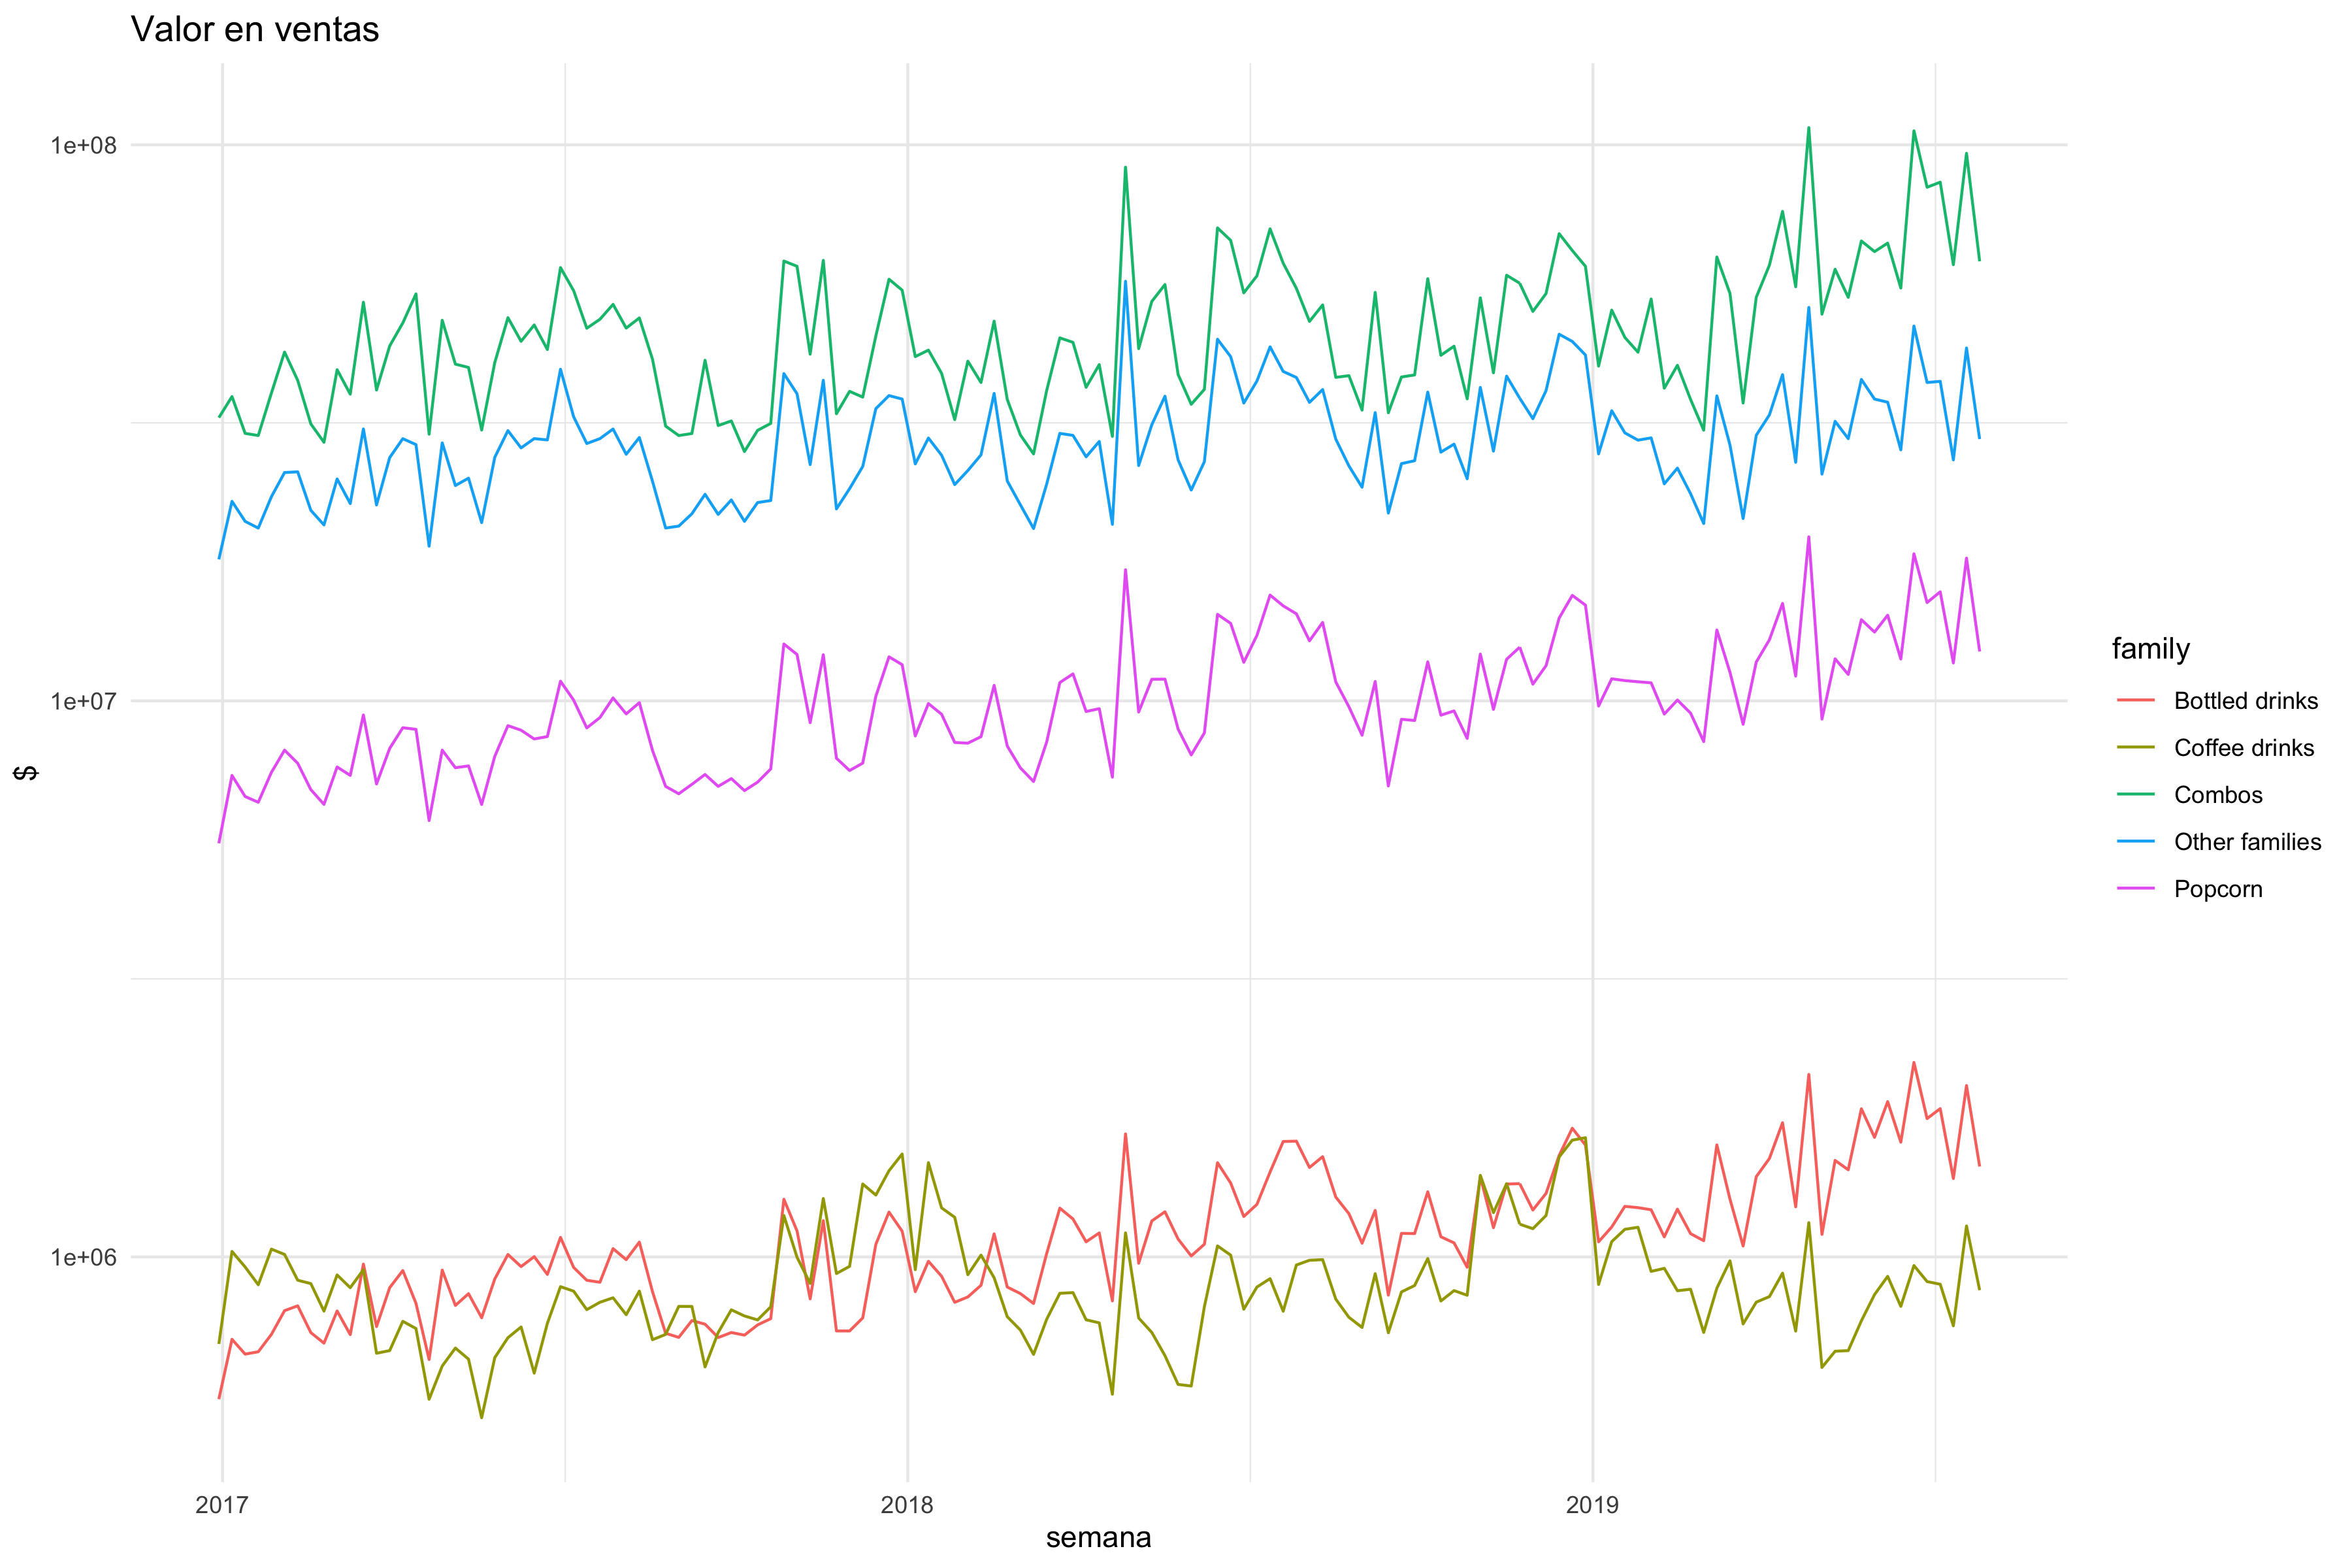 Valor en ventas
1e+08
1e+07
1e+06
$
2017
2018
2019
semana
family
Bottled drinks
Coffee drinks
Combos
Other families
Popcorn